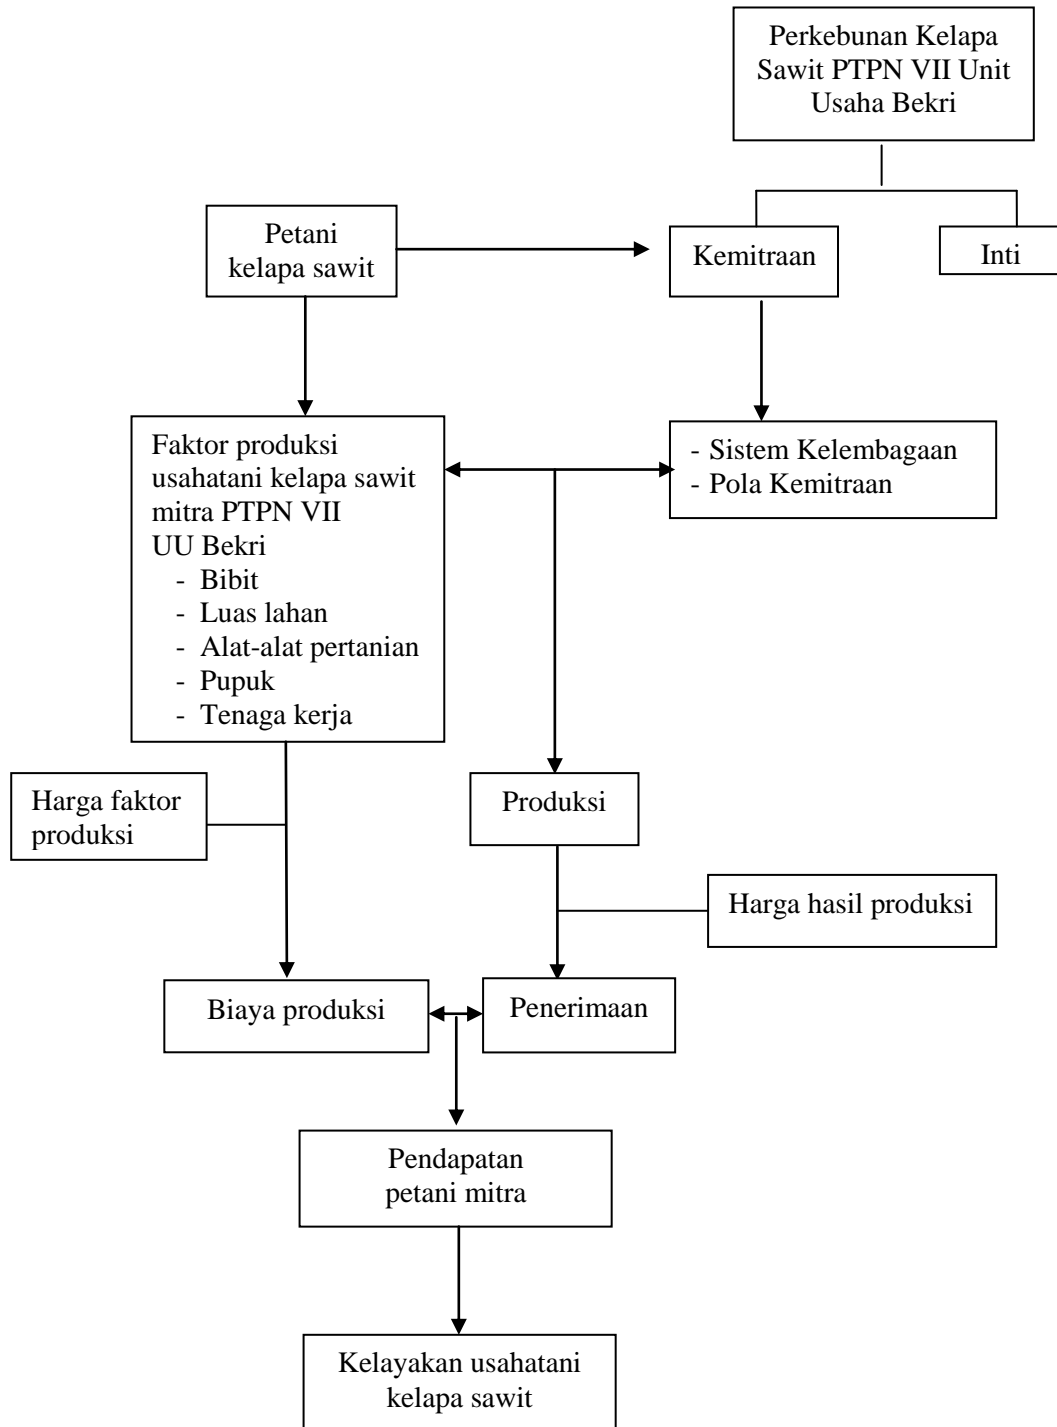 Perkebunan Kelapa
Sawit PTPN VII Unit
Usaha Bekri
Petani
kelapa sawit
Kemitraan
Inti
Faktor produksi
usahatani kelapa sawit
mitra PTPN VII
UU Bekri
- Bibit
- Luas lahan
- Alat-alat pertanian
- Pupuk
- Tenaga kerja
- Sistem Kelembagaan
- Pola Kemitraan
Harga faktor
produksi
Produksi
Harga hasil produksi
Biaya produksi
Penerimaan
Pendapatan
petani mitra
Kelayakan usahatani
kelapa sawit